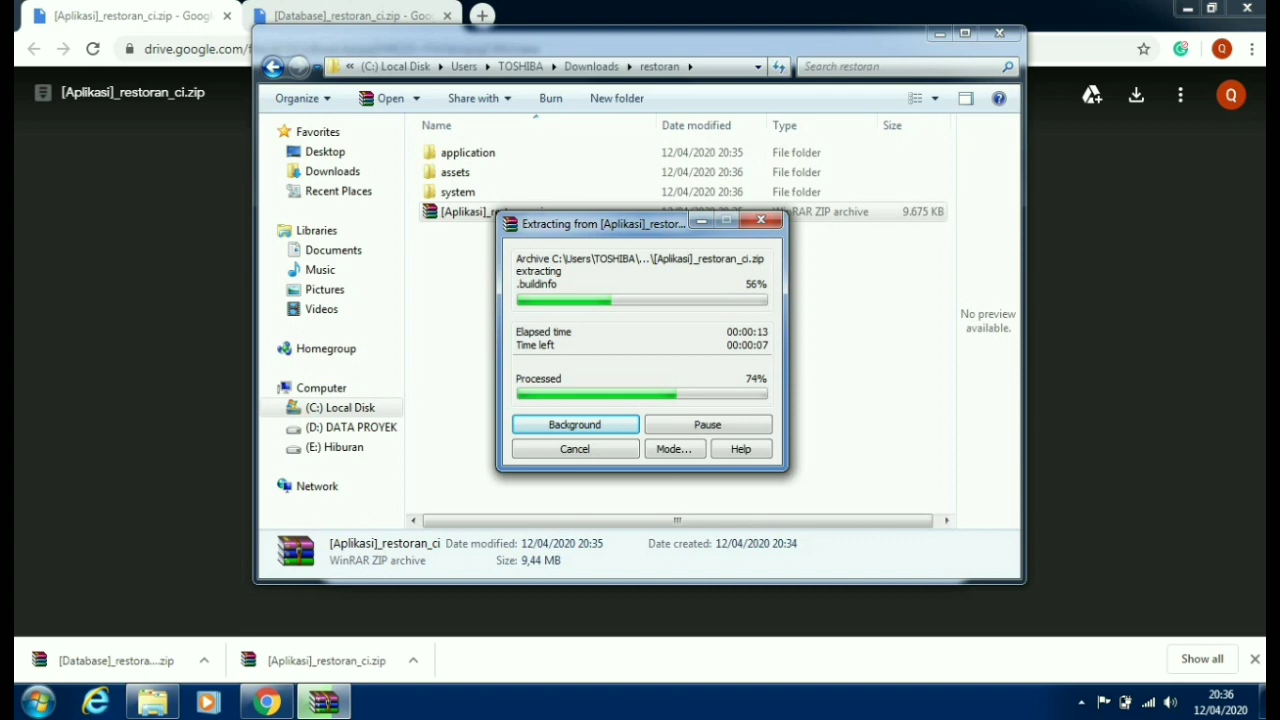 [Aplikasi]_restoran_ci.zip - Googl
[Database]_restoran_ci.zip - Goo
drive.google.com/f
Q
[Aplikasi]_restoran_ci.zip
Q
« (C:) Local Disk Users TOSHIBA Downloads restoran
Search restoran
Organize Open Share with Burn New folder
Favorites
Desktop
Downloads
Recent Places
Libraries
Documents
Music
Pictures
Videos
Homegroup
Computer
(C:) Local Disk
(D:) DATA PROYEK
(E:) Hiburan
Network
Name Date modified Type Size
application 12/04/2020 20:35 File folder
assets 12/04/2020 20:36 File folder
system 12/04/2020 20:36 File folder
WinRAR ZIP archive 9.675 KB
No preview
available.
Extracting from [Aplikasi]_restor...
Archive C:\Users\TOSHIBA\...\[Aplikasi]_restoran_ci.zip
extracting
.buildinfo 56%
Elapsed time 00:00:13
Time left 00:00:07
Processed 74%
Background Pause
Cancel Mode... Help
[Aplikasi]_restoran_ci Date modified: 12/04/2020 20:35 Date created: 12/04/2020 20:34
WinRAR ZIP archive Size: 9,44 MB
[Database]_restora....zip
[Aplikasi]_restoran_ci.zip
Show all
20:36
12/04/2020